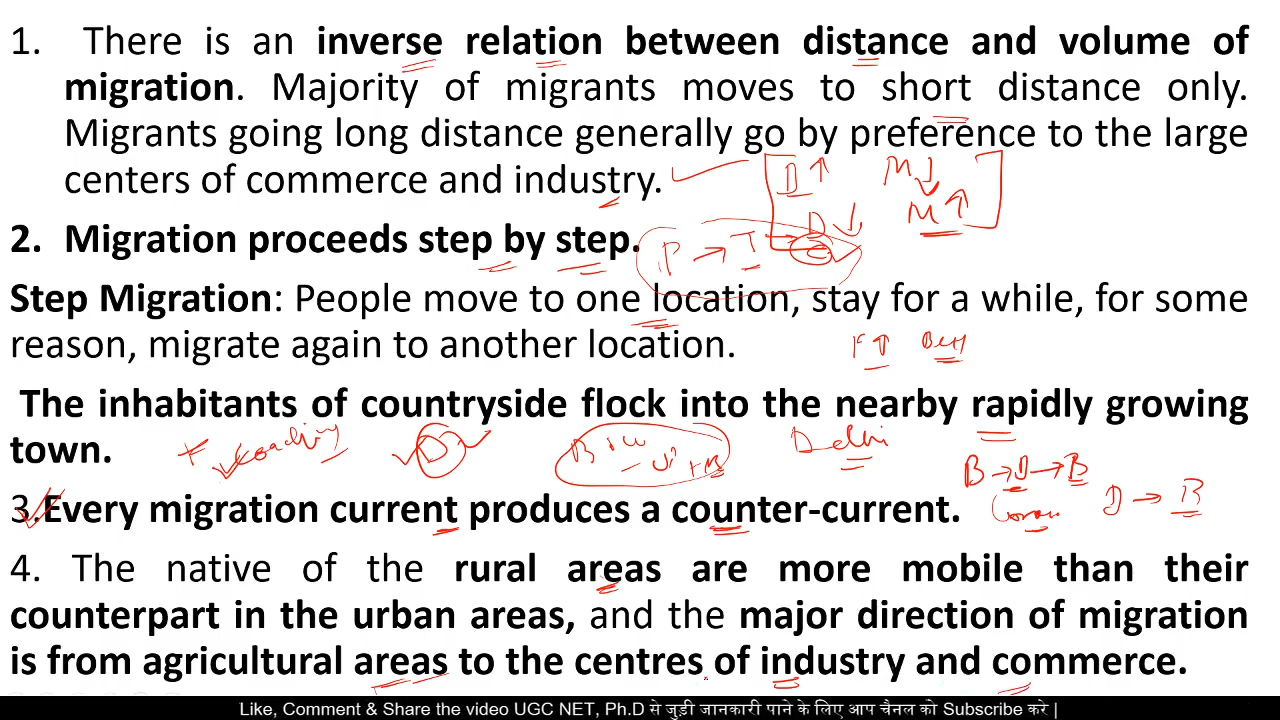 1. There is an inverse relation between distance and volume of
migration. Majority of migrants moves to short distance only.
Migrants going long distance generally go by preference to the large
centers of commerce and industry.
D↑ M↓
D↓ M↑
2. Migration proceeds step by step.
P → T →
Step Migration: People move to one location, stay for a while, for some
reason, migrate again to another location.
F↑
The inhabitants of countryside flock into the nearby rapidly growing
town.
Coaching D Delhi
B → D → B
3.Every migration current produces a counter-current.
D → B
4. The native of the rural areas are more mobile than their
counterpart in the urban areas, and the major direction of migration
is from agricultural areas to the centres of industry and commerce.
Like, Comment & Share the video UGC NET, Ph.D से जुड़ी जानकारी पाने के लिए आप चैनल को Subscribe करे |